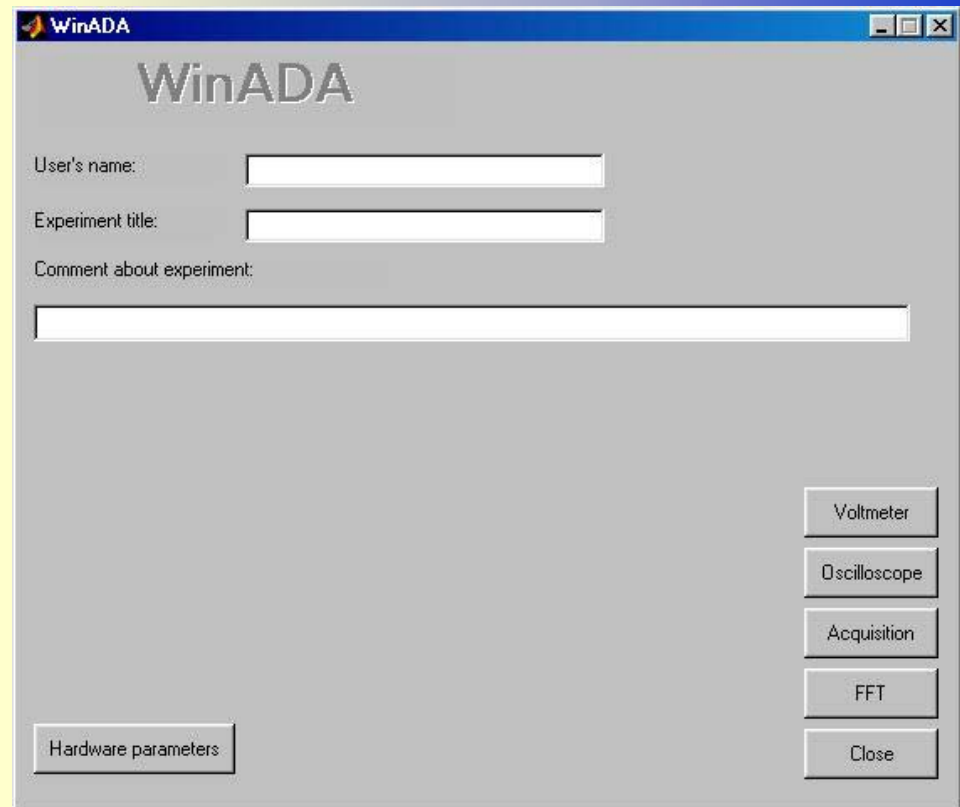 WinADA
WinADA
User's name:
Experiment title:
Comment about experiment:
Voltmeter
Oscilloscope
Acquisition
FFT
Hardware parameters
Close